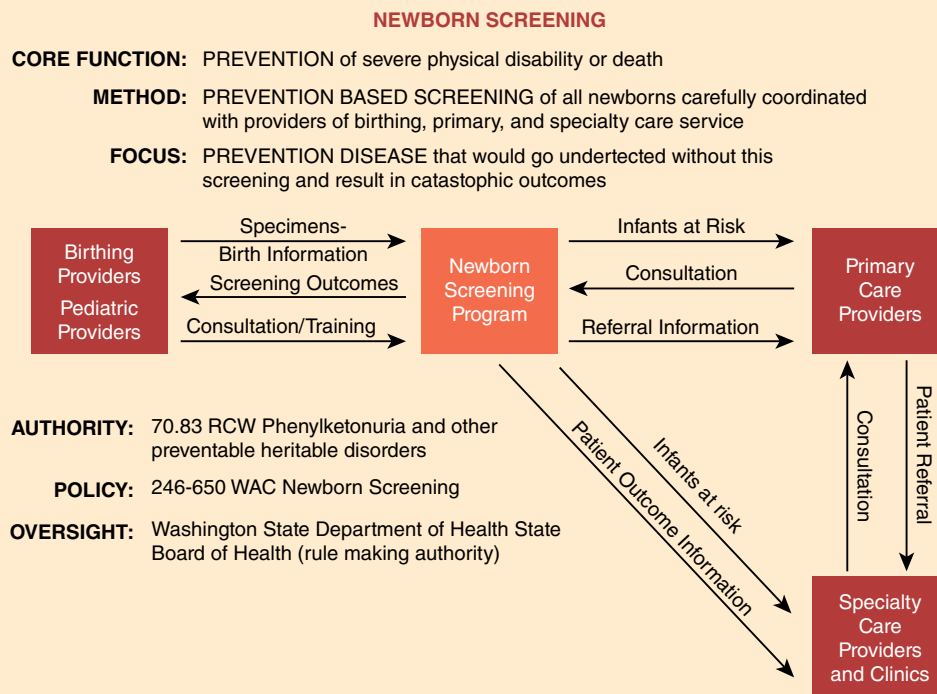 NEWBORN SCREENING
CORE FUNCTION: PREVENTION of severe physical disability or death
METHOD: PREVENTION BASED SCREENING of all newborns carefully coordinated
with providers of birthing, primary, and specialty care service
FOCUS: PREVENTION DISEASE that would go undertected without this
screening and result in catastophic outcomes
Birthing
Providers
Pediatric
Providers
Specimens-
Birth Information
Screening Outcomes
Consultation/Training
Newborn
Screening
Program
Infants at Risk
Consultation
Referral Information
Primary
Care
Providers
AUTHORITY: 70.83 RCW Phenylketonuria and other
preventable heritable disorders
POLICY: 246-650 WAC Newborn Screening
OVERSIGHT: Washington State Department of Health State
Board of Health (rule making authority)
Infants at risk
Patient Outcome Information
Consultation
Patient Referral
Specialty
Care
Providers
and Clinics